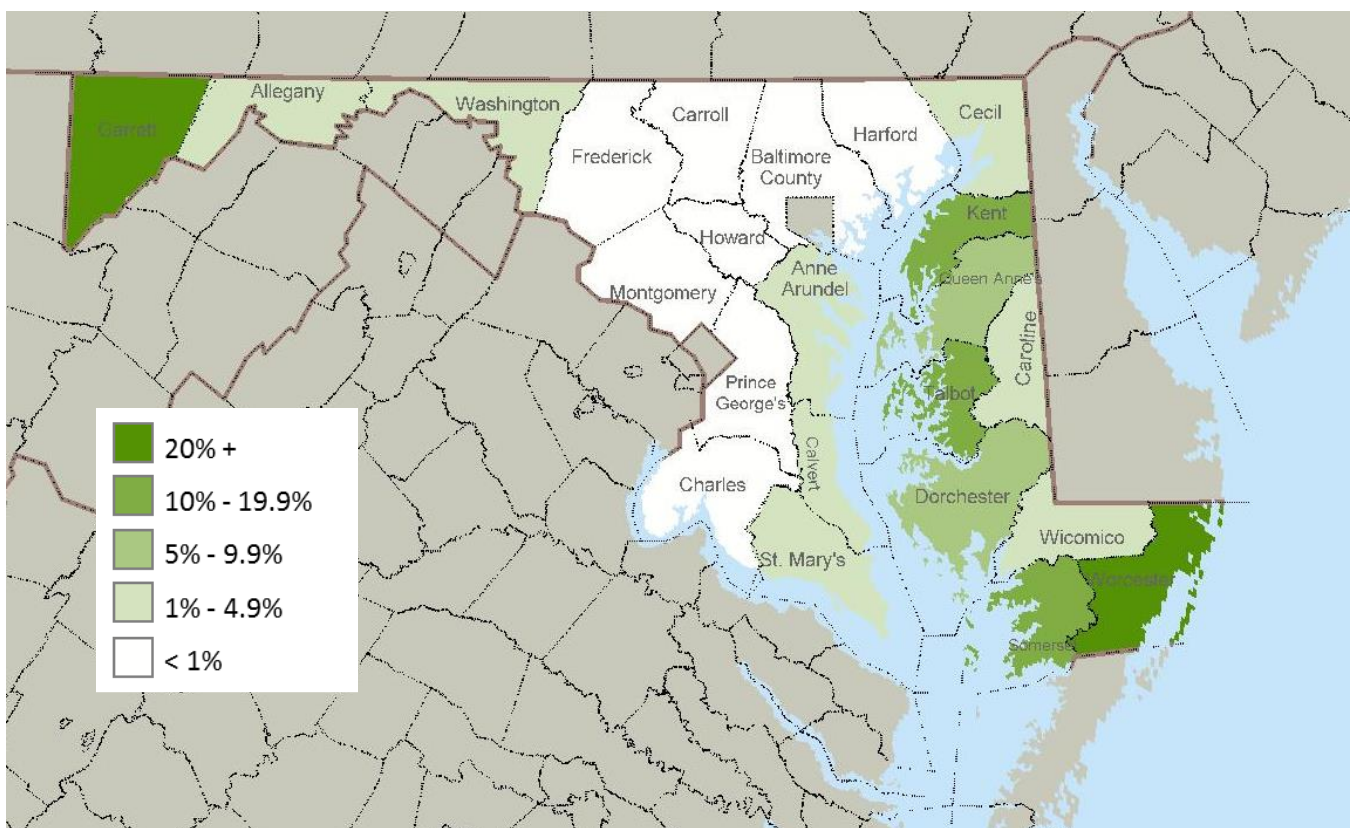 Garrett
Allegany
Washington
Frederick
Carroll
Baltimore
County
Harford
Cecil
Kent
Howard
Montgomery
Anne
Arundel
Queen Anne's
Caroline
Talbot
Prince
George's
Calvert
Charles
St. Mary's
Dorchester
Wicomico
Worcester
Somerse
20% +
10% - 19.9%
5% - 9.9%
1% - 4.9%
< 1%